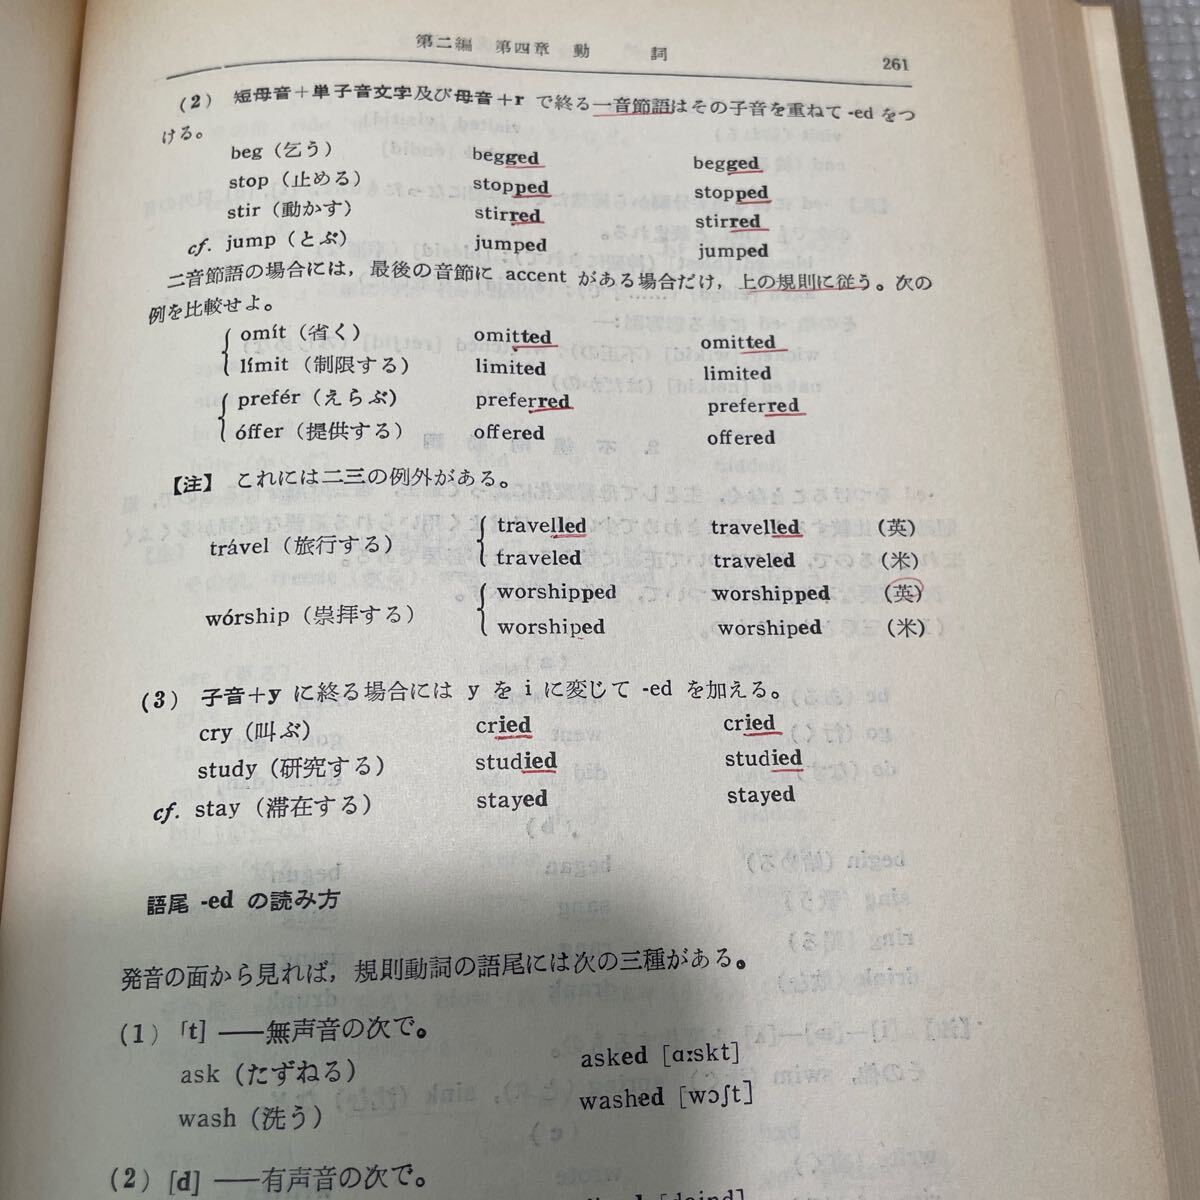 第二編 第四章 動 詞 261
(2) 短母音+単子音文字及び母音+r で終る一音節語はその子音を重ねて -ed をつ
ける。
beg (乞う) begged begged
stop (止める) stopped stopped
stir (動かす) stirred stirred
cf. jump (とぶ) jumped jumped
二音節語の場合には, 最後の音節に accent がある場合だけ, 上の規則に従う。次の
例を比較せよ。
omít (省く) omitted omitted
límit (制限する) limited limited
prefér (えらぶ) preferred preferred
óffer (提供する) offered offered
【注】 これには二三の例外がある。
trável (旅行する) travelled travelled (英)
traveled traveled (米)
wórship (崇拝する) worshipped worshipped (英)
worshiped worshiped (米)
(3) 子音+y に終る場合には y を i に変じて -ed を加える。
cry (叫ぶ) cried cried
study (研究する) studied studied
cf. stay (滞在する) stayed stayed
語尾 -ed の読み方
発音の面から見れば, 規則動詞の語尾には次の三種がある。
(1) [t] ——無声音の次で。
ask (たずねる) asked [ɑːskt]
wash (洗う) washed [wɔʃt]
(2) [d] ——有声音の次で。